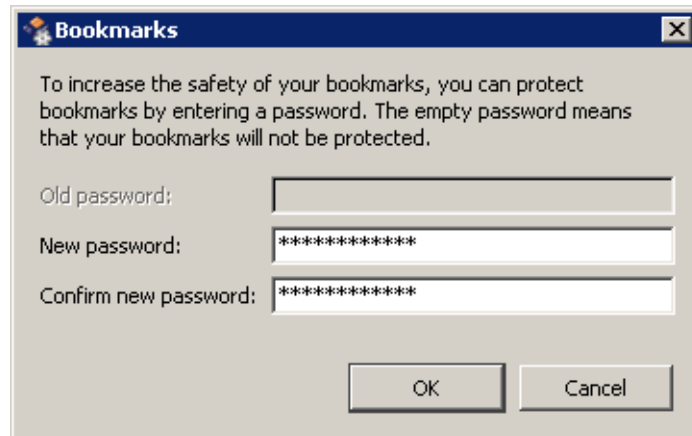 Bookmarks
To increase the safety of your bookmarks, you can protect
bookmarks by entering a password. The empty password means
that your bookmarks will not be protected.
Old password:
New password: ************
Confirm new password: ************
OK Cancel